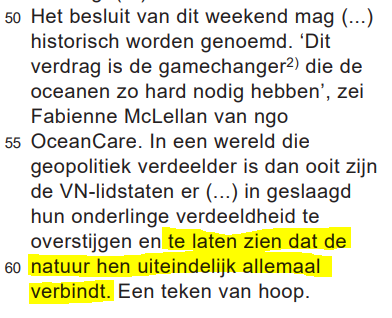 50 Het besluit van dit weekend mag (...)
historisch worden genoemd. ‘Dit
verdrag is de gamechanger2) die de
oceanen zo hard nodig hebben’, zei
Fabienne McLellan van ngo
55 OceanCare. In een wereld die
geopolitiek verdeelder is dan ooit zijn
de VN-lidstaten er (...) in geslaagd
hun onderlinge verdeeldheid te
overstijgen en te laten zien dat de
60 natuur hen uiteindelijk allemaal
verbindt. Een teken van hoop.